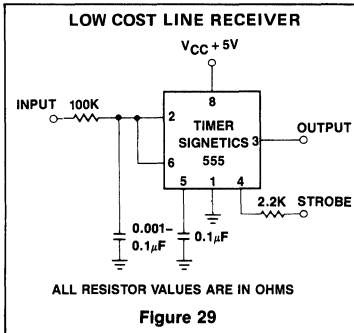 LOW COST LINE RECEIVER
VCC + 5V
8
INPUT 100K
2
TIMER
SIGNETICS
555
3 OUTPUT
6
5 1 4
2.2K STROBE
0.001–
0.1μF
0.1μF
ALL RESISTOR VALUES ARE IN OHMS
Figure 29